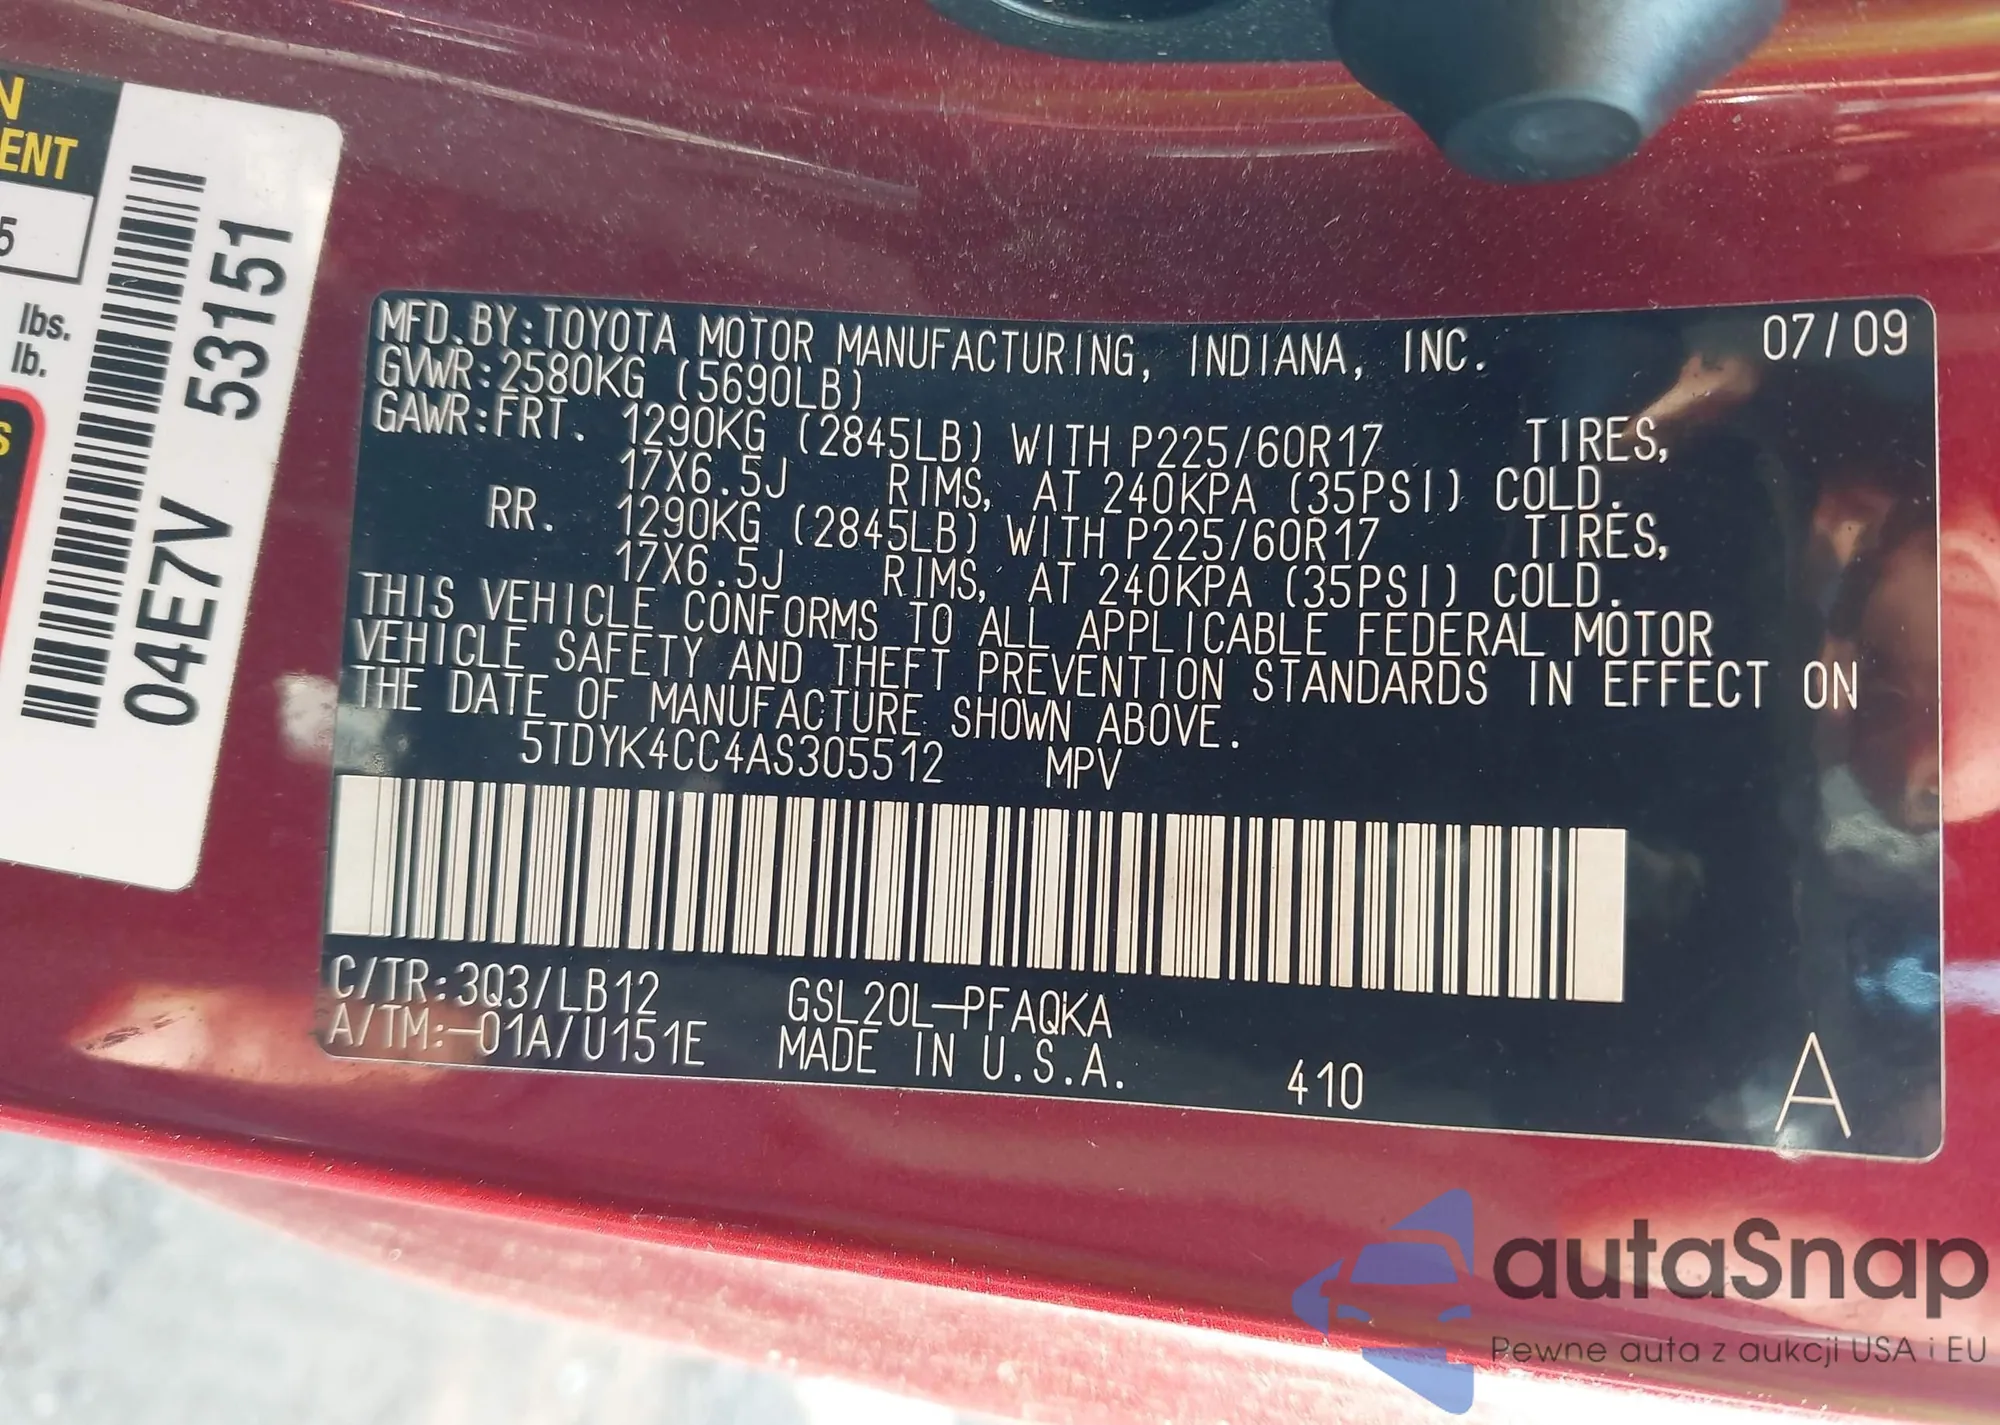 N
ENT
5
lbs.
lb.
S
04E7V 53151
MFD.BY:TOYOTA MOTOR MANUFACTURING, INDIANA, INC. 07/09
GVWR:2580KG (5690LB)
GAWR:FRT. 1290KG (2845LB) WITH P225/60R17 TIRES,
17X6.5J RIMS, AT 240KPA (35PSI) COLD.
RR. 1290KG (2845LB) WITH P225/60R17 TIRES,
17X6.5J RIMS, AT 240KPA (35PSI) COLD.
THIS VEHICLE CONFORMS TO ALL APPLICABLE FEDERAL MOTOR
VEHICLE SAFETY AND THEFT PREVENTION STANDARDS IN EFFECT ON
THE DATE OF MANUFACTURE SHOWN ABOVE.
5TDYK4CC4AS305512 MPV
C/TR:3Q3/LB12 GSL20L-PFAQKA
A/TM:-01A/U151E MADE IN U.S.A. 410 A
autaSnap
Pewne auta z aukcji USA i EU